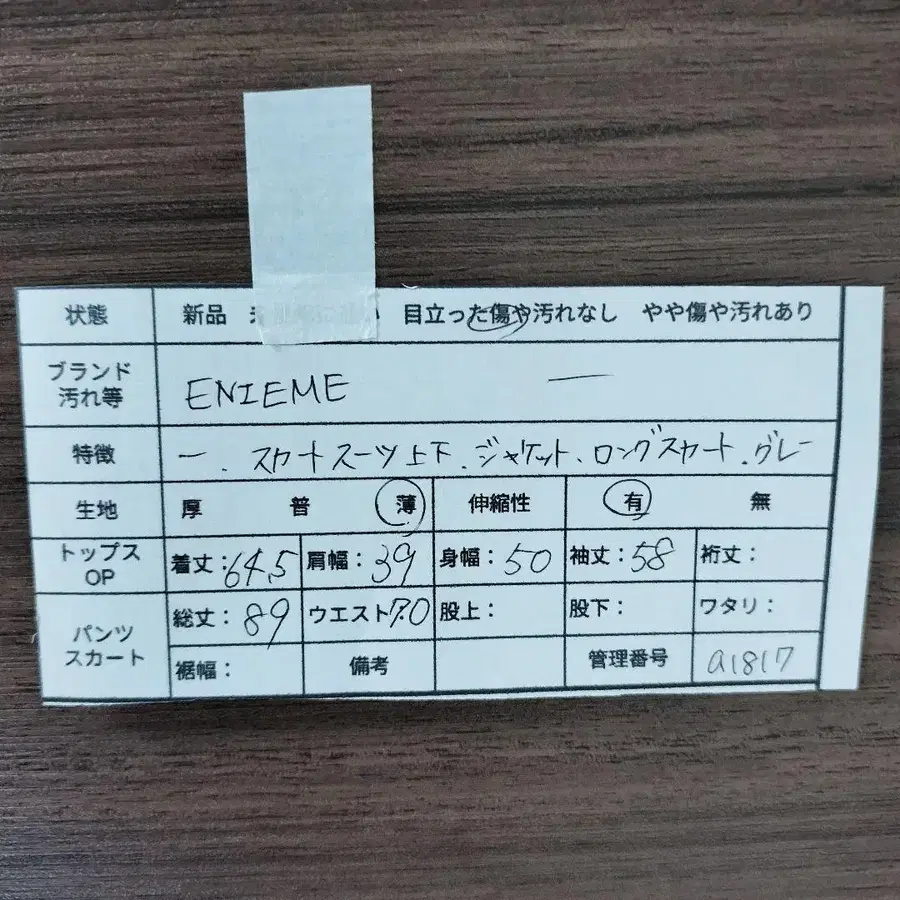 状態 新品 い 目立った傷や汚れなし やや傷や汚れあり
ブランド
汚れ等 ENIEME ー
特徴 ー、スカートスーツ上下、ジャケット、ロングスカート、グレー
生地 厚 普 薄 伸縮性 有 無
トップス
OP 着丈:64.5 肩幅:39 身幅:50 袖丈:58 裄丈:
パンツ
スカート 総丈:89 ウエスト70 股上: 股下: ワタリ:
裾幅: 備考 管理番号 a1817